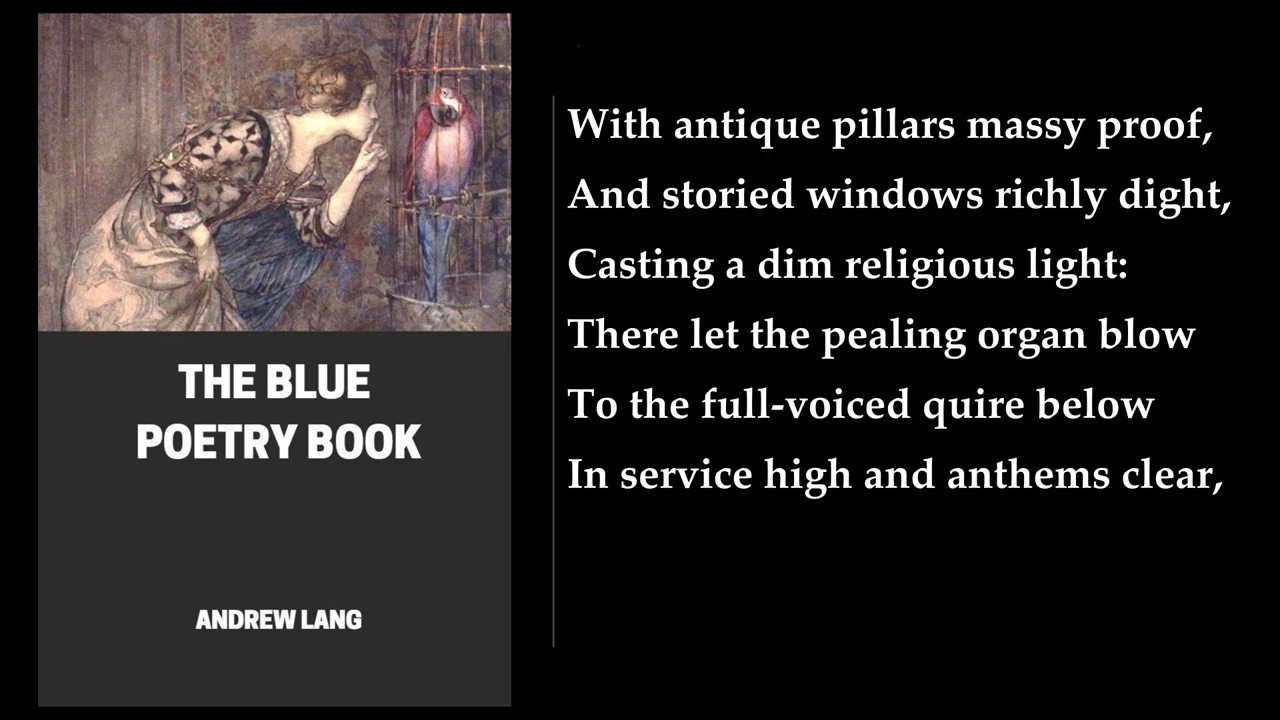 THE BLUE
POETRY BOOK
ANDREW LANG
With antique pillars massy proof,
And storied windows richly dight,
Casting a dim religious light:
There let the pealing organ blow
To the full-voiced quire below
In service high and anthems clear,